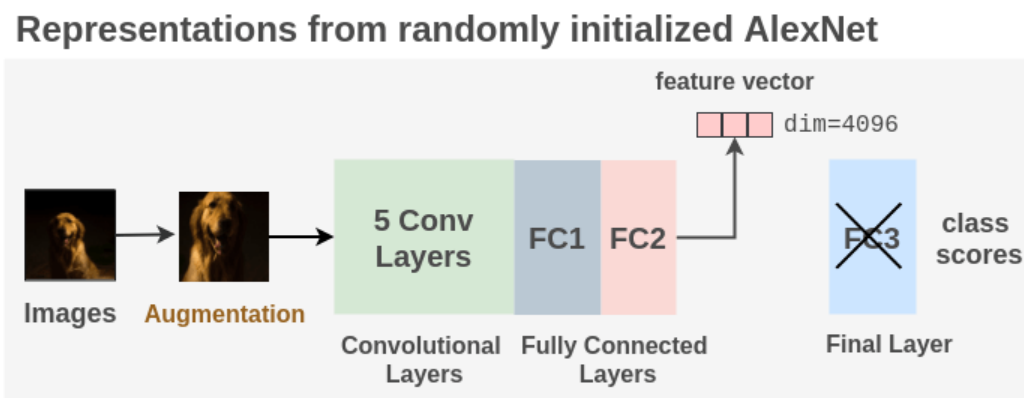 Representations from randomly initialized AlexNet
feature vector
dim=4096
5 Conv
Layers
FC1
FC2
FC3
class
scores
Images
Augmentation
Convolutional
Layers
Fully Connected
Layers
Final Layer